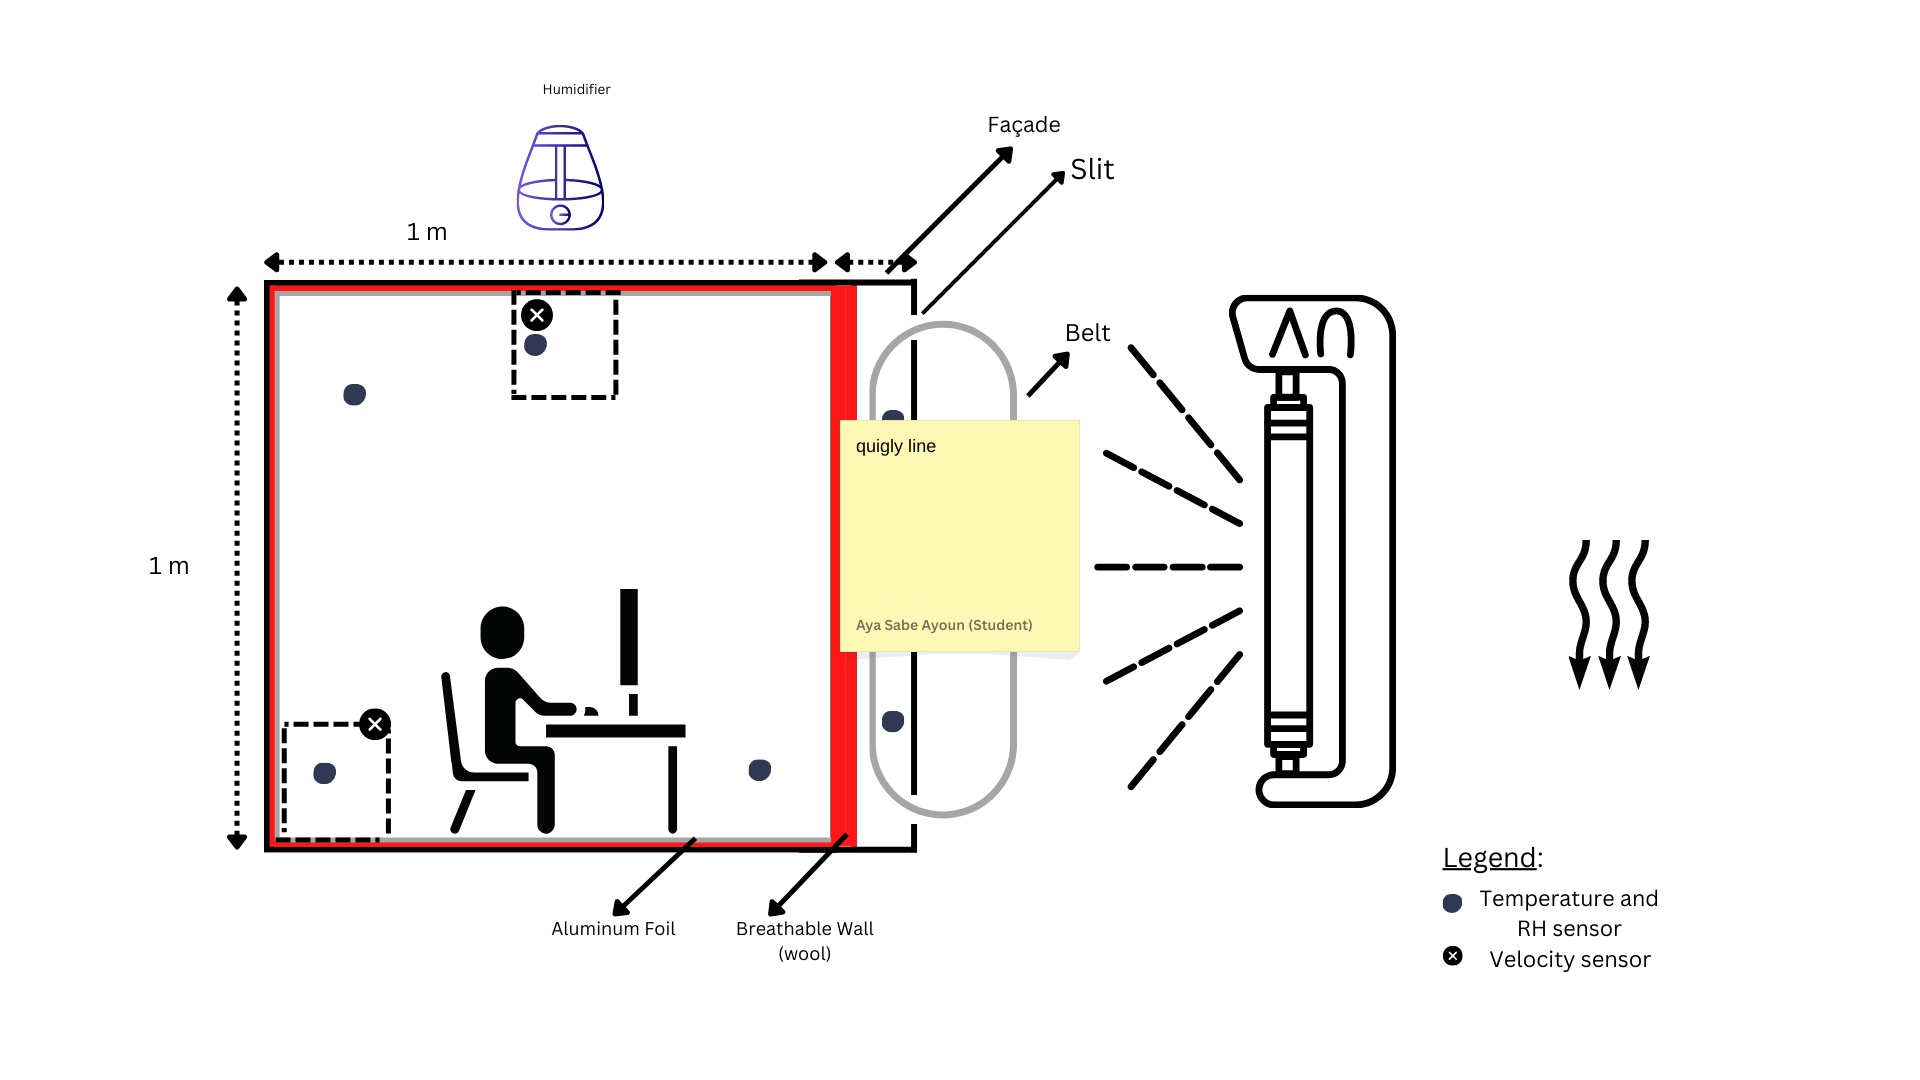 Humidifier
Façade
Slit
1 m
Belt
quigly line
1 m
Aya Sabe Ayoun (Student)
Legend:
Temperature and
RH sensor
Velocity sensor
Aluminum Foil
Breathable Wall
(wool)